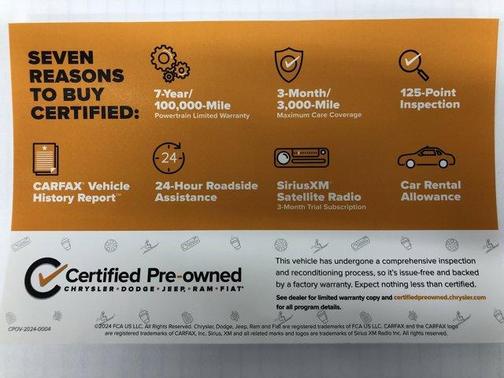 SEVEN
REASONS
TO BUY
CERTIFIED:
7-Year/
100,000-Mile
Powertrain Limited Warranty
3-Month/
3,000-Mile
Maximum Care Coverage
125-Point
Inspection
CARFAX® Vehicle
History Report™
24
24-Hour Roadside
Assistance
SiriusXM®
Satellite Radio
3-Month Trial Subscription
Car Rental
Allowance
Certified Pre-owned
CHRYSLER • DODGE • JEEP® • RAM • FIAT®
This vehicle has undergone a comprehensive inspection
and reconditioning process, so it's issue-free and backed
by a factory warranty. Expect nothing less than certified.
See dealer for limited warranty copy and certifiedpreowned.chrysler.com
for all program details.
CPOV-2024-0004
©2024 FCA US LLC. All Rights Reserved. Chrysler, Dodge, Jeep, Ram and Fiat are registered trademarks of FCA US LLC. CARFAX and the CARFAX logo
are registered trademarks of CARFAX, Inc. Sirius, XM and all related marks and logos are trademarks of Sirius XM Radio Inc. All rights reserved.